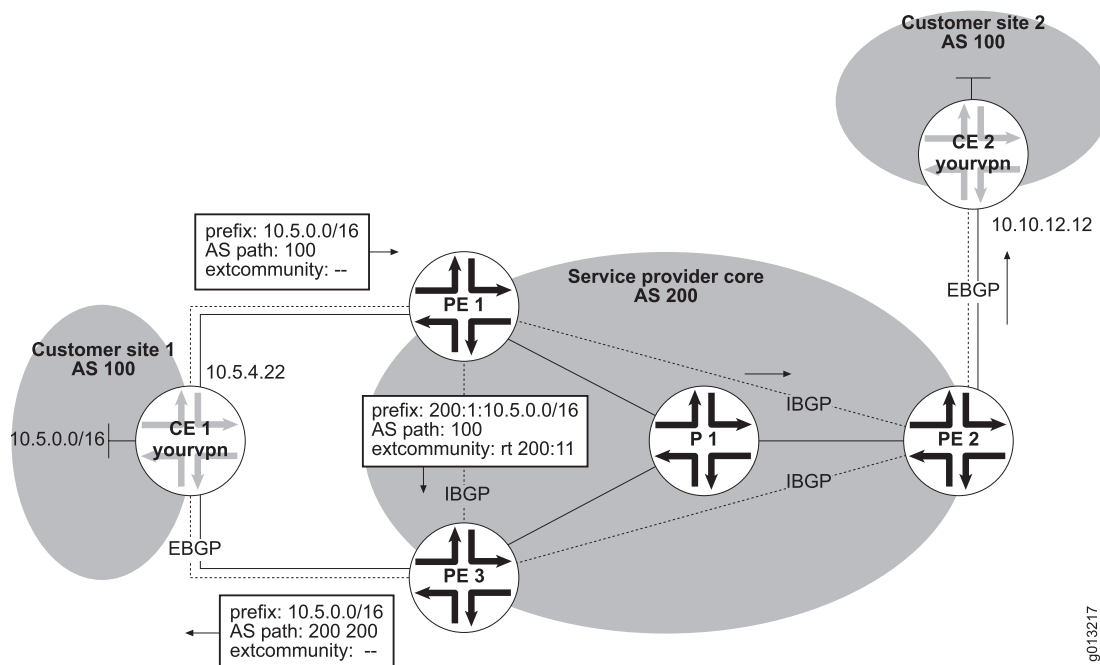 Customer site 2
AS 100
CE 2
yourvpn
10.10.12.12
EBGP
prefix: 10.5.0.0/16
AS path: 100
extcommunity: --
PE 1
Service provider core
AS 200
Customer site 1
AS 100
10.5.4.22
10.5.0.0/16
CE 1
yourvpn
prefix: 200:1:10.5.0.0/16
AS path: 100
extcommunity: rt 200:11
IBGP
P 1
IBGP
PE 2
IBGP
EBGP
PE 3
prefix: 10.5.0.0/16
AS path: 200 200
extcommunity: --
g013217